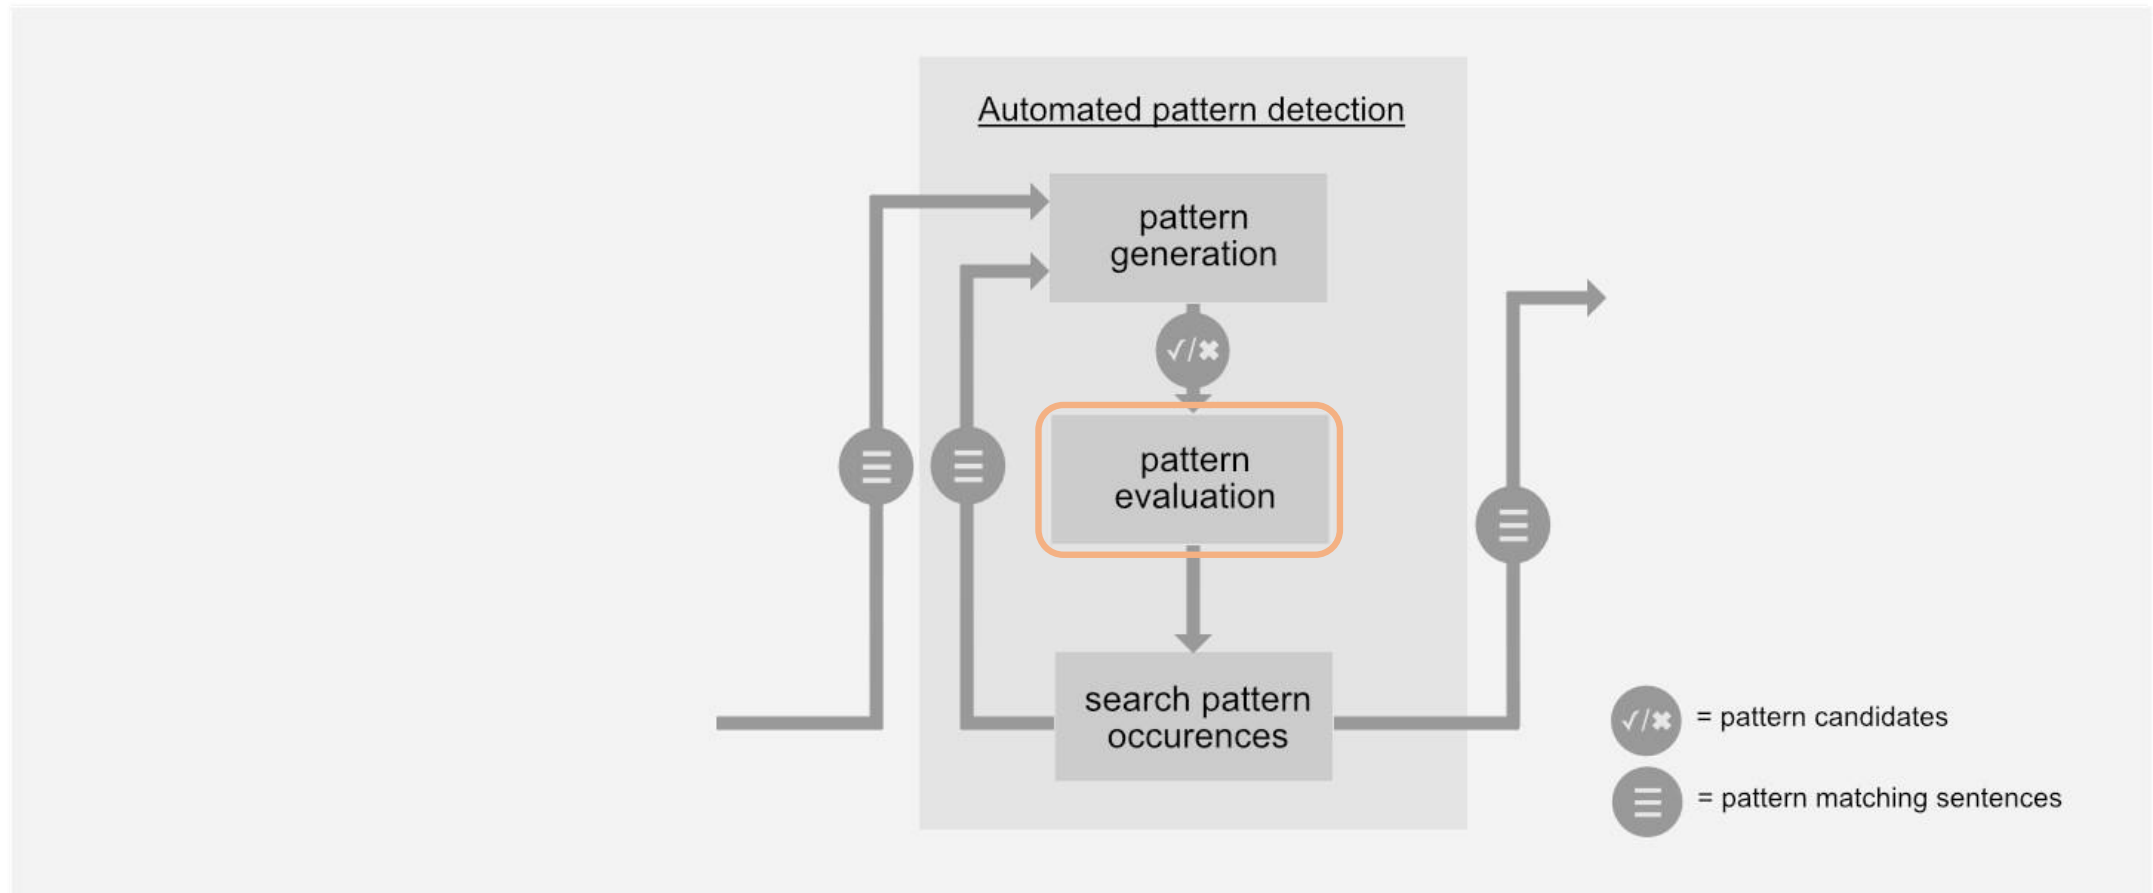 Automated pattern detection
pattern
generation
✓/✖
pattern
evaluation
search pattern
occurences
✓/✖ = pattern candidates
= pattern matching sentences